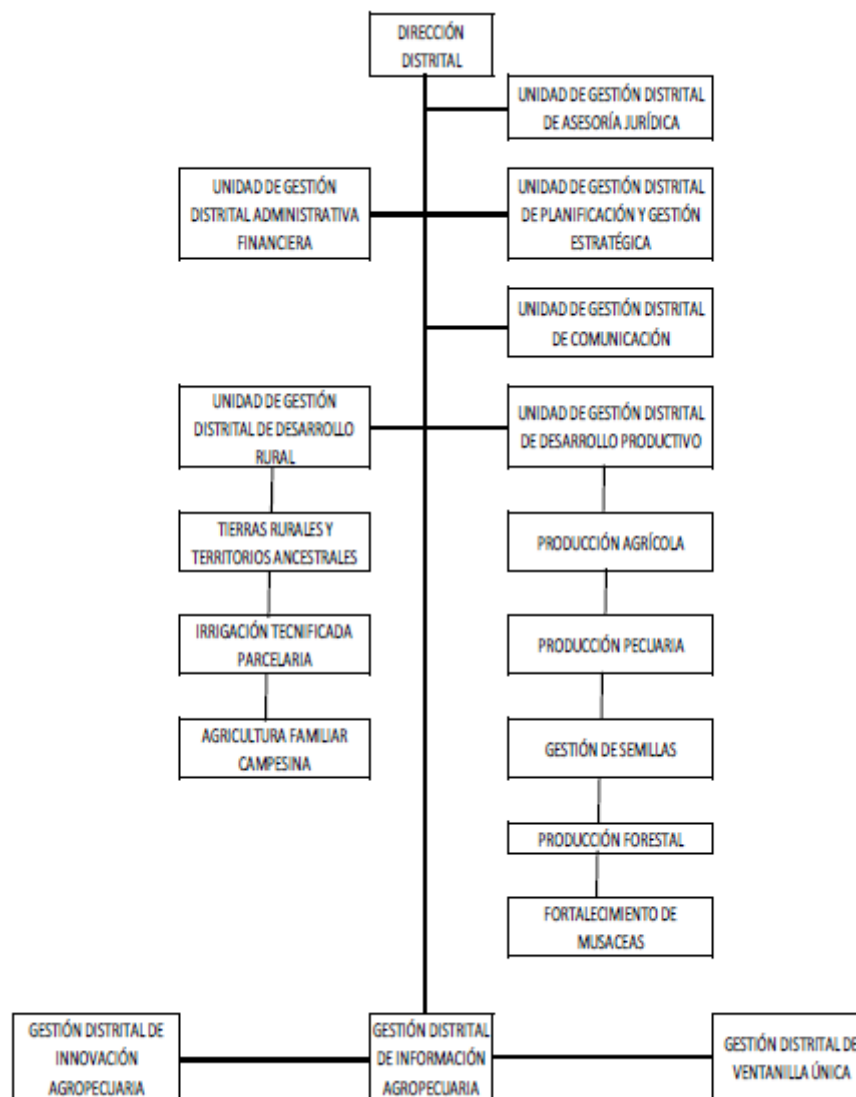 DIRECCIÓN
DISTRITAL
UNIDAD DE GESTIÓN DISTRITAL
DE ASESORÍA JURÍDICA
UNIDAD DE GESTIÓN
DISTRITAL ADMINISTRATIVA
FINANCIERA
UNIDAD DE GESTIÓN DISTRITAL
DE PLANIFICACIÓN Y GESTIÓN
ESTRATÉGICA
UNIDAD DE GESTIÓN DISTRITAL
DE COMUNICACIÓN
UNIDAD DE GESTIÓN
DISTRITAL DE DESARROLLO
RURAL
UNIDAD DE GESTIÓN DISTRITAL
DE DESARROLLO PRODUCTIVO
TIERRAS RURALES Y
TERRITORIOS ANCESTRALES
PRODUCCIÓN AGRÍCOLA
IRRIGACIÓN TECNIFICADA
PARCELARIA
PRODUCCIÓN PECUARIA
AGRICULTURA FAMILIAR
CAMPESINA
GESTIÓN DE SEMILLAS
PRODUCCIÓN FORESTAL
FORTALECIMIENTO DE
MUSACEAS
GESTIÓN DISTRITAL DE
INNOVACIÓN
AGROPECUARIA
GESTIÓN DISTRITAL
DE INFORMACIÓN
AGROPECUARIA
GESTIÓN DISTRITAL DE
VENTANILLA ÚNICA